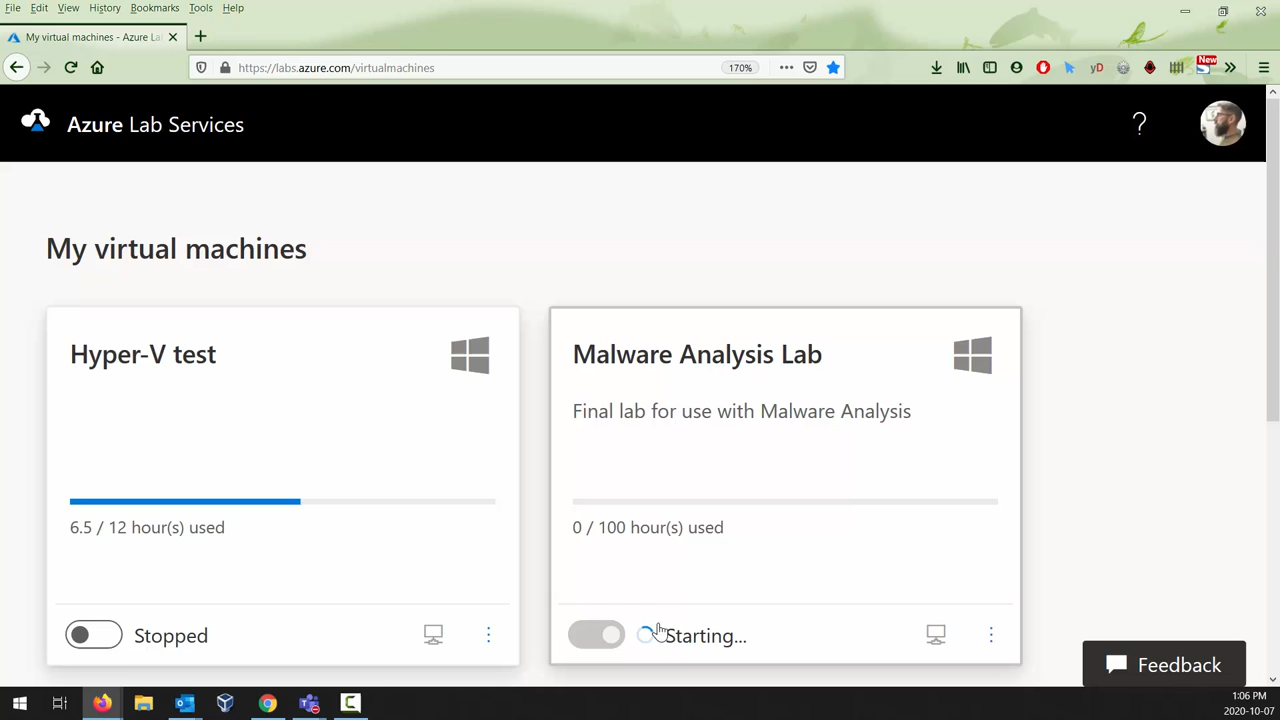 File Edit View History Bookmarks Tools Help
My virtual machines - Azure La
https://labs.azure.com/virtualmachines
170%
yD
New
Azure Lab Services
?
My virtual machines
Hyper-V test
6.5 / 12 hour(s) used
Stopped
Malware Analysis Lab
Final lab for use with Malware Analysis
0 / 100 hour(s) used
Starting...
Feedback
1:06 PM
2020-10-07